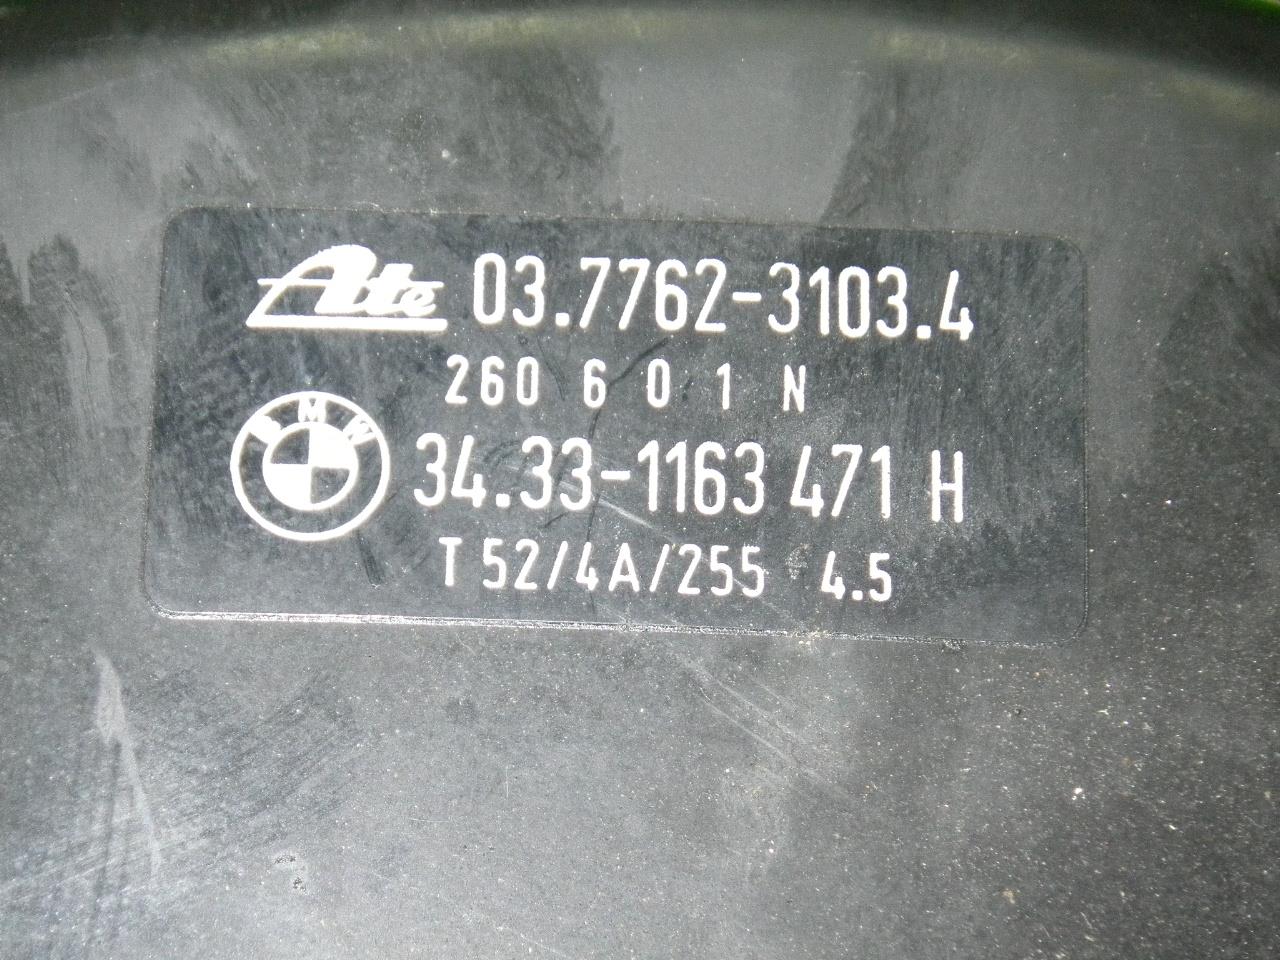 Ate 03.7762-3103.4
260 6 0 1 N
BMW 34.33-1163 471 H
T 52/4A/255 4.5